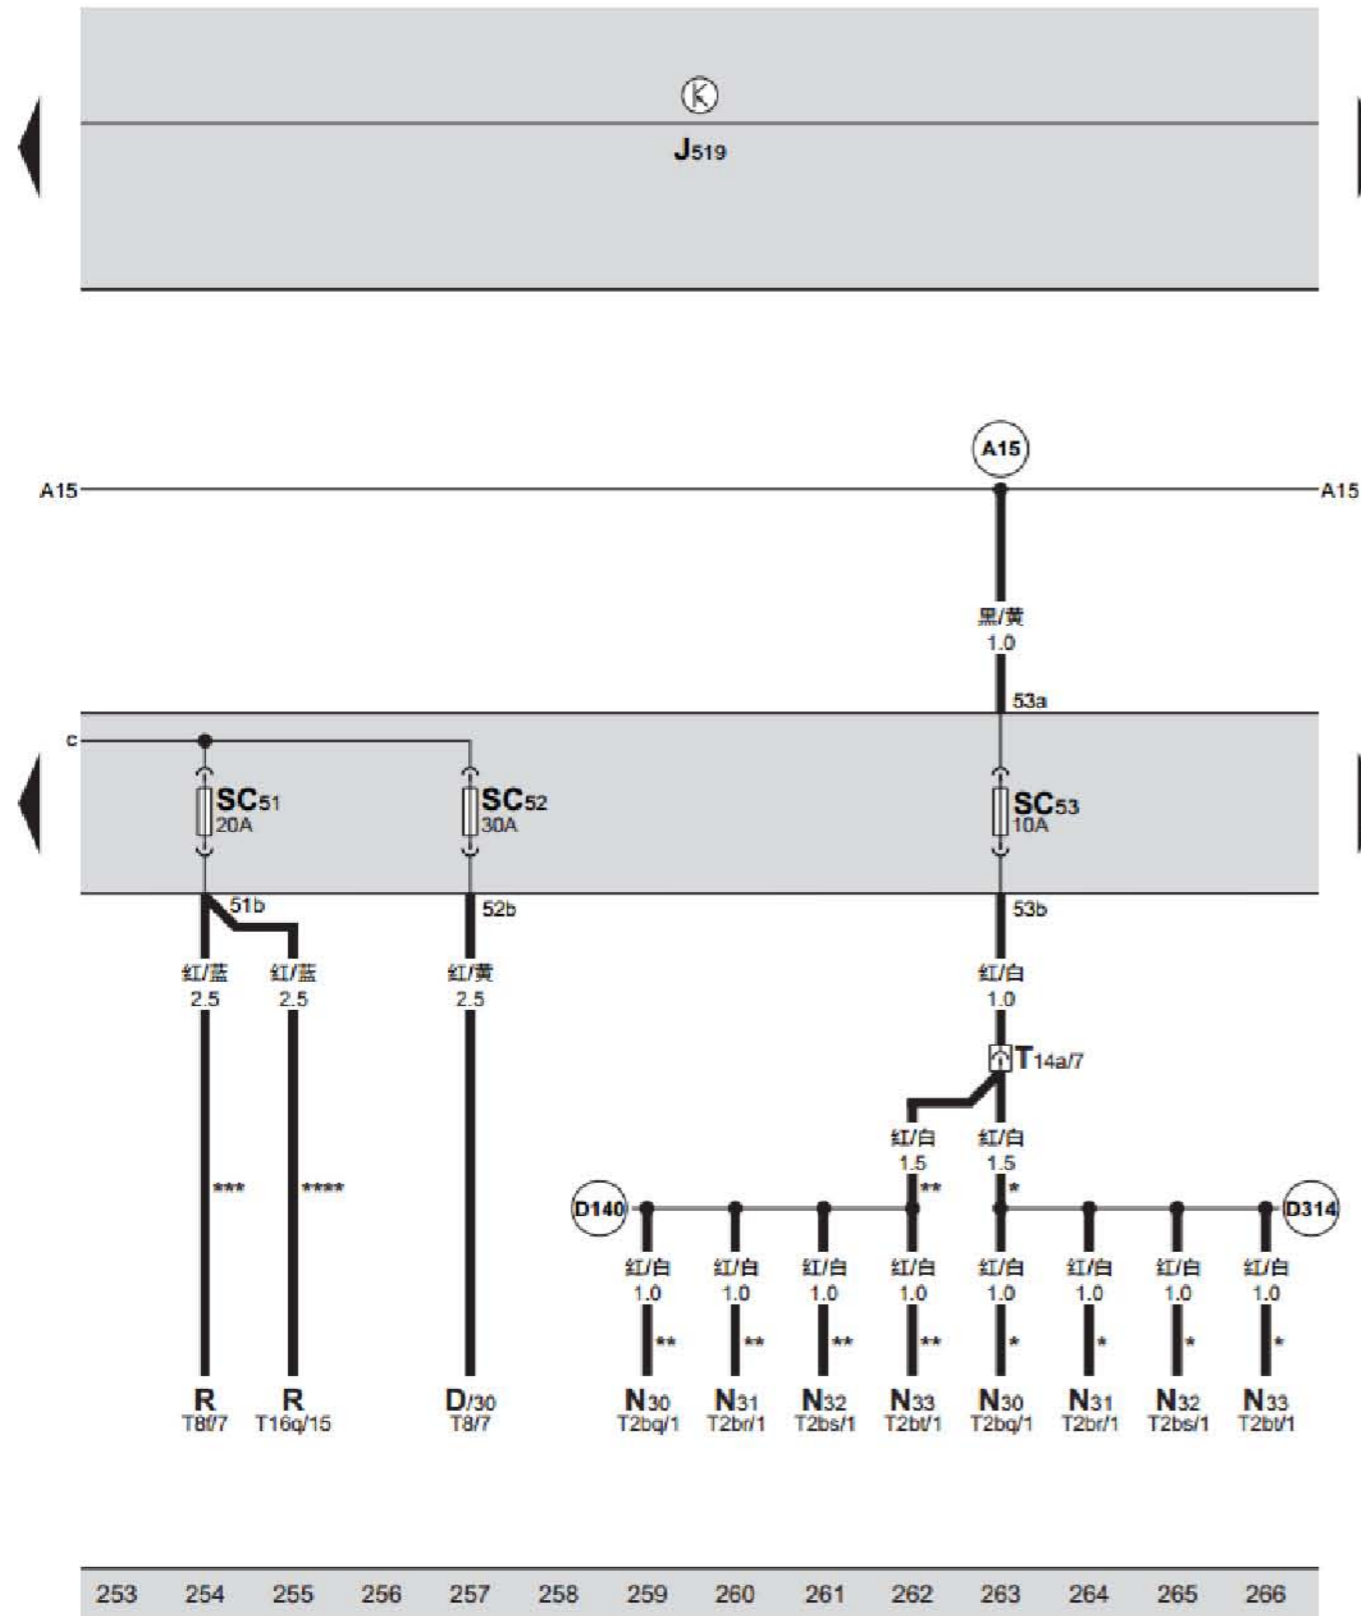 K
J519
A15
A15 A15
黑/黄
1.0
53a
c
SC51 SC52 SC53
20A 30A 10A
51b 52b 53b
红/蓝 红/蓝 红/黄 红/白
2.5 2.5 2.5 1.0
T14a/7
红/白 红/白
1.5 1.5
*** **** ** *
D140 D314
红/白 红/白 红/白 红/白 红/白 红/白 红/白 红/白
1.0 1.0 1.0 1.0 1.0 1.0 1.0 1.0
** ** ** ** * * * *
R R D/30 N30 N31 N32 N33 N30 N31 N32 N33
T8f/7 T16q/15 T8/7 T2bq/1 T2br/1 T2bs/1 T2bt/1 T2bq/1 T2br/1 T2bs/1 T2bt/1
253 254 255 256 257 258 259 260 261 262 263 264 265 266